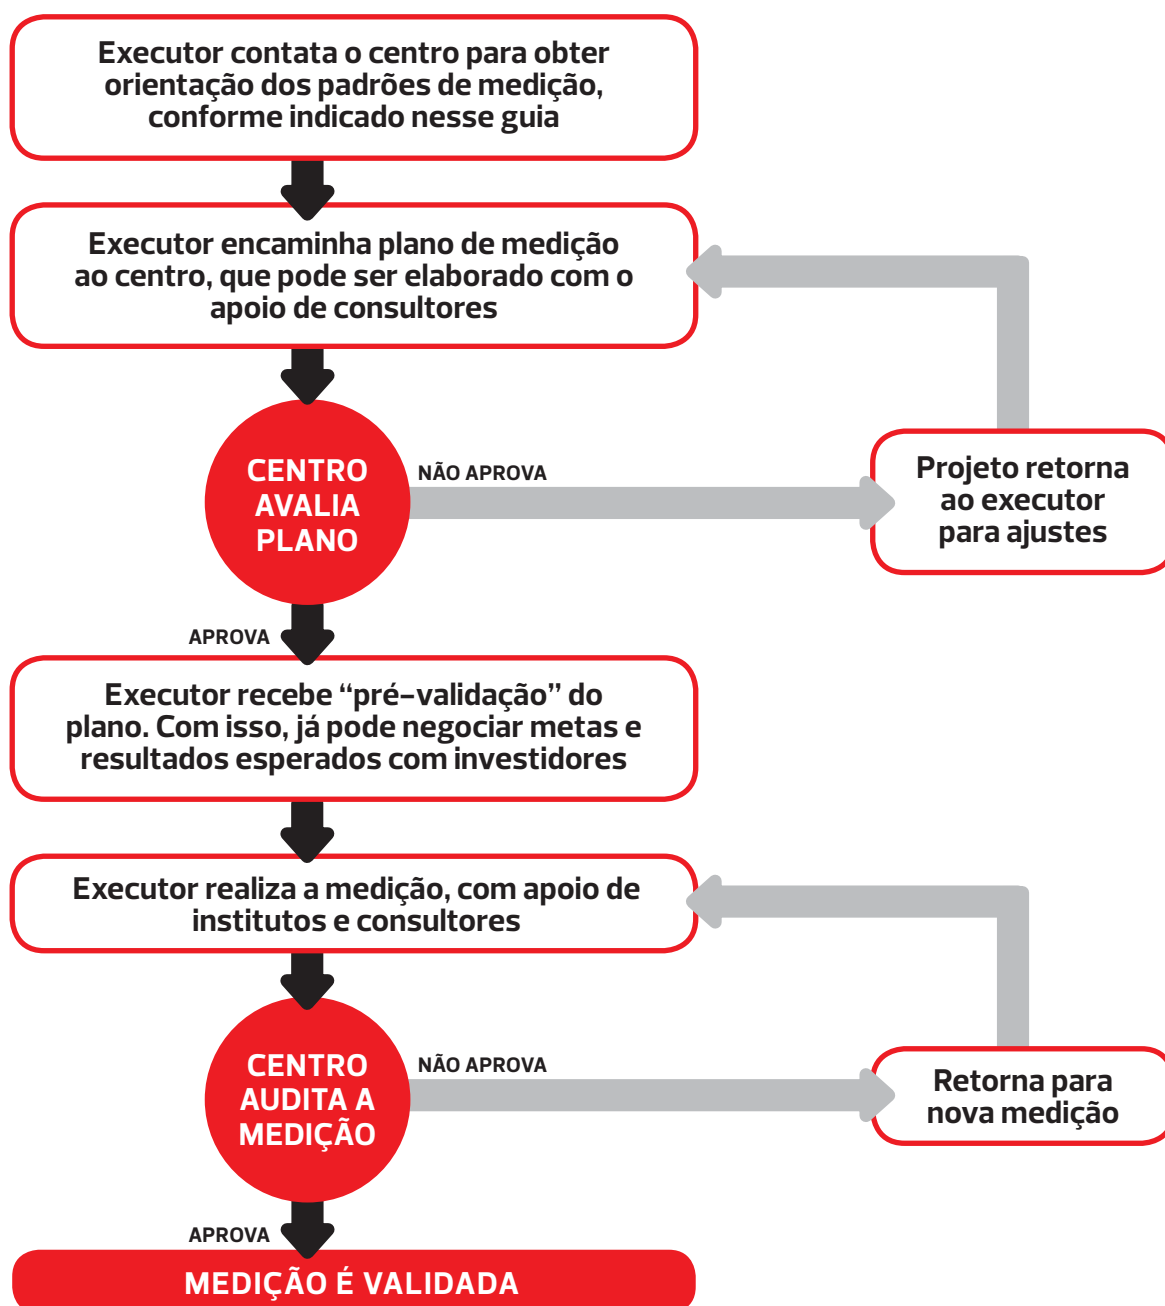 Executor contata o centro para obter
orientação dos padrões de medição,
conforme indicado nesse guia
Executor encaminha plano de medição
ao centro, que pode ser elaborado com o
apoio de consultores
CENTRO
AVALIA
PLANO
NÃO APROVA
Projeto retorna
ao executor
para ajustes
APROVA
Executor recebe “pré–validação” do
plano. Com isso, já pode negociar metas e
resultados esperados com investidores
Executor realiza a medição, com apoio de
institutos e consultores
CENTRO
AUDITA A
MEDIÇÃO
NÃO APROVA
Retorna para
nova medição
APROVA
MEDIÇÃO É VALIDADA